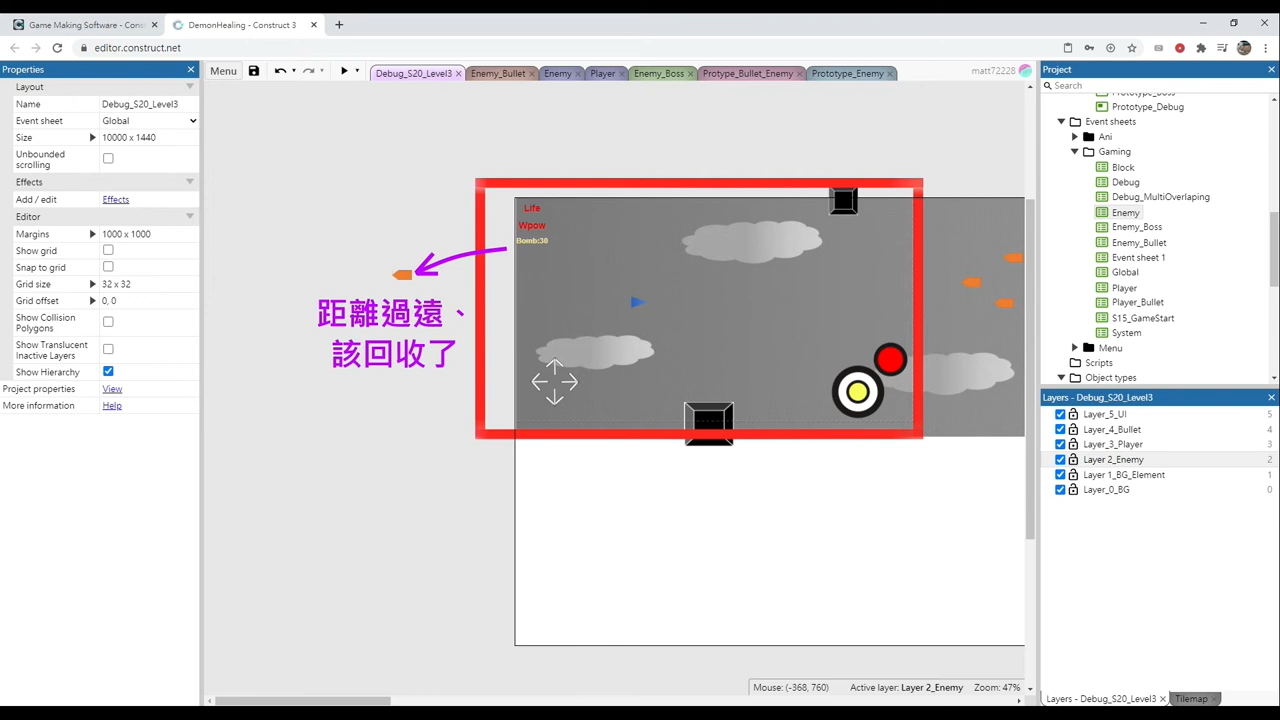 Game Making Software - Cons
DemonHealing - Construct 3
editor.construct.net
Properties
Layout
Name Debug_S20_Level3
Event sheet Global
Size 10000 x 1440
Unbounded
scrolling
Effects
Add / edit Effects
Editor
Margins 1000 x 1000
Show grid
Snap to grid
Grid size 32 x 32
Grid offset 0, 0
Show Collision
Polygons
Show Translucent
Inactive Layers
Show Hierarchy
Project properties View
More information Help
Menu
Debug_S20_Level3 Enemy_Bullet Enemy Player Enemy_Boss Protype_Bullet_Enemy Prototype_Enemy
matt72228
Life
Wpow
Bomb:30
距離過遠、
該回收了
Mouse: (-368, 760) Active layer: Layer 2_Enemy Zoom: 47%
Project
Search
Prototype_Boss
Prototype_Debug
Event sheets
Ani
Gaming
Block
Debug
Debug_MultiOverlaping
Enemy
Enemy_Boss
Enemy_Bullet
Event sheet 1
Global
Player
Player_Bullet
S15_GameStart
System
Menu
Scripts
Object types
Layers - Debug_S20_Level3
Layer_5_UI 5
Layer_4_Bullet 4
Layer_3_Player 3
Layer 2_Enemy 2
Layer 1_BG_Element 1
Layer_0_BG 0
Layers - Debug_S20_Level3 Tilemap